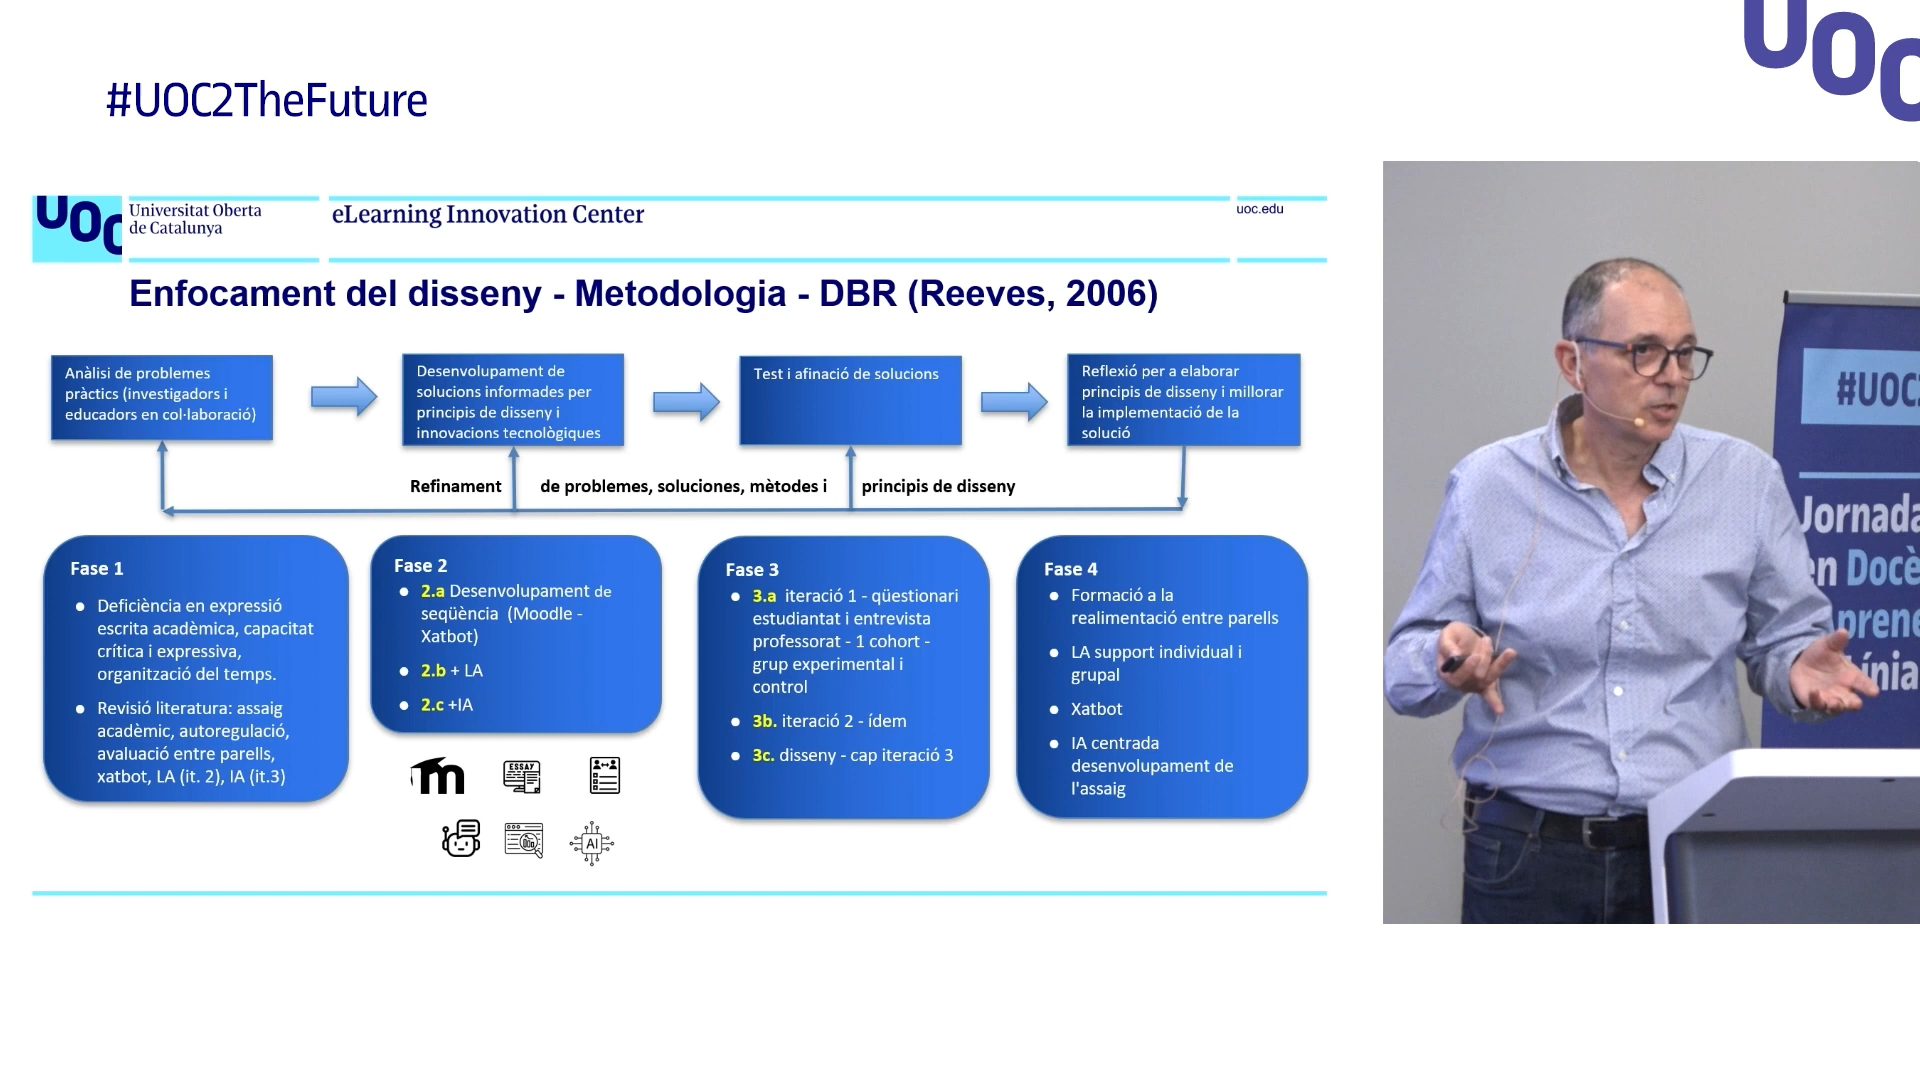 UOC
#UOC2TheFuture
UOC
Universitat Oberta
de Catalunya
eLearning Innovation Center
uoc.edu
Enfocament del disseny - Metodologia - DBR (Reeves, 2006)
Anàlisi de problemes
pràctics (investigadors i
educadors en col·laboració)
Desenvolupament de
solucions informades per
principis de disseny i
innovacions tecnològiques
Test i afinació de solucions
Reflexió per a elaborar
principis de disseny i millorar
la implementació de la
solució
Refinament de problemes, soluciones, mètodes i principis de disseny
Fase 1
● Deficiència en expressió
escrita acadèmica, capacitat
crítica i expressiva,
organització del temps.
● Revisió literatura: assaig
acadèmic, autoregulació,
avaluació entre parells,
xatbot, LA (it. 2), IA (it.3)
Fase 2
● 2.a Desenvolupament de
seqüència (Moodle -
Xatbot)
● 2.b + LA
● 2.c +IA
m
ESSAY
AI
Fase 3
● 3.a iteració 1 - qüestionari
estudiantat i entrevista
professorat - 1 cohort -
grup experimental i
control
● 3b. iteració 2 - ídem
● 3c. disseny - cap iteració 3
Fase 4
● Formació a la
realimentació entre parells
● LA support individual i
grupal
● Xatbot
● IA centrada
desenvolupament de
l'assaig
#UOC2
Jornada
en Docè
prene
línia